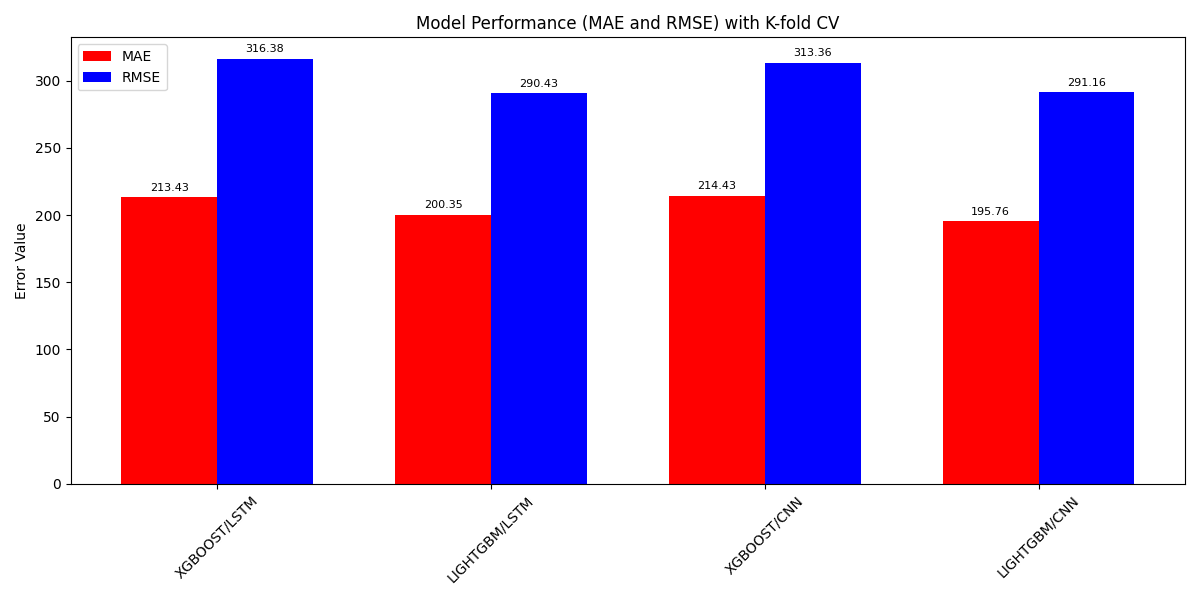 Model Performance (MAE and RMSE) with K-fold CV
MAE
RMSE
Error Value
300
250
200
150
100
50
0
213.43
316.38
200.35
290.43
214.43
313.36
195.76
291.16
XGBOOST/LSTM
LIGHTGBM/LSTM
XGBOOST/CNN
LIGHTGBM/CNN